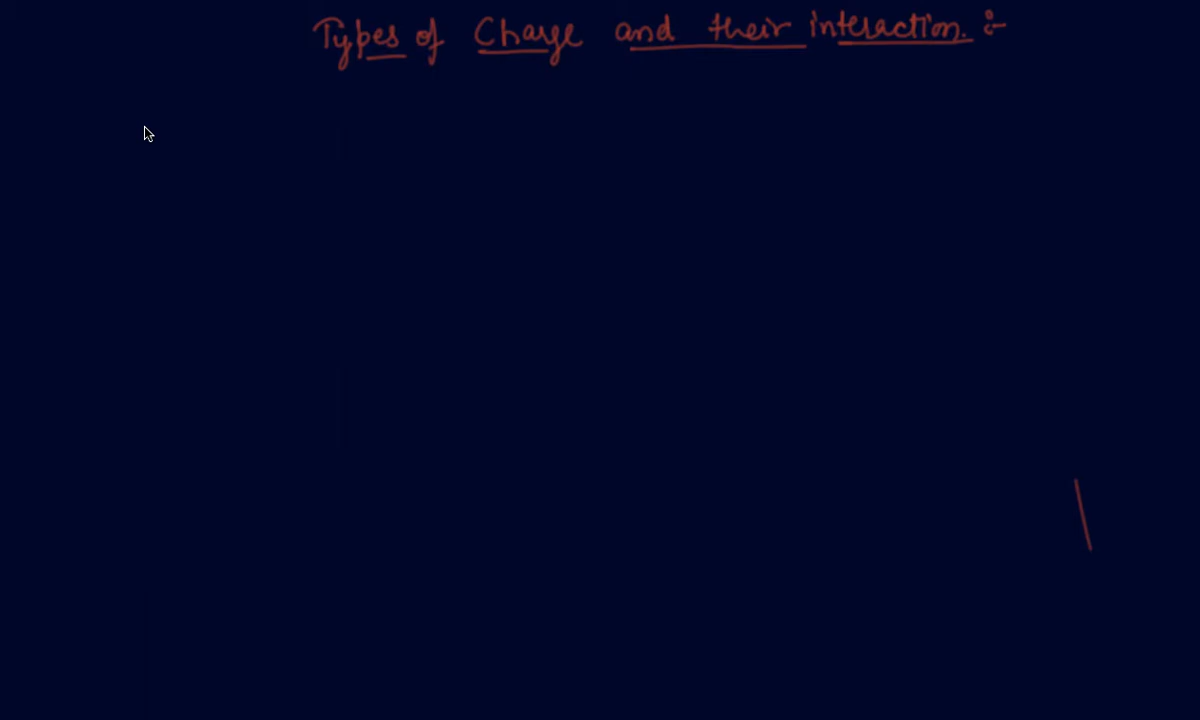 Types of Charge and their interaction. :-